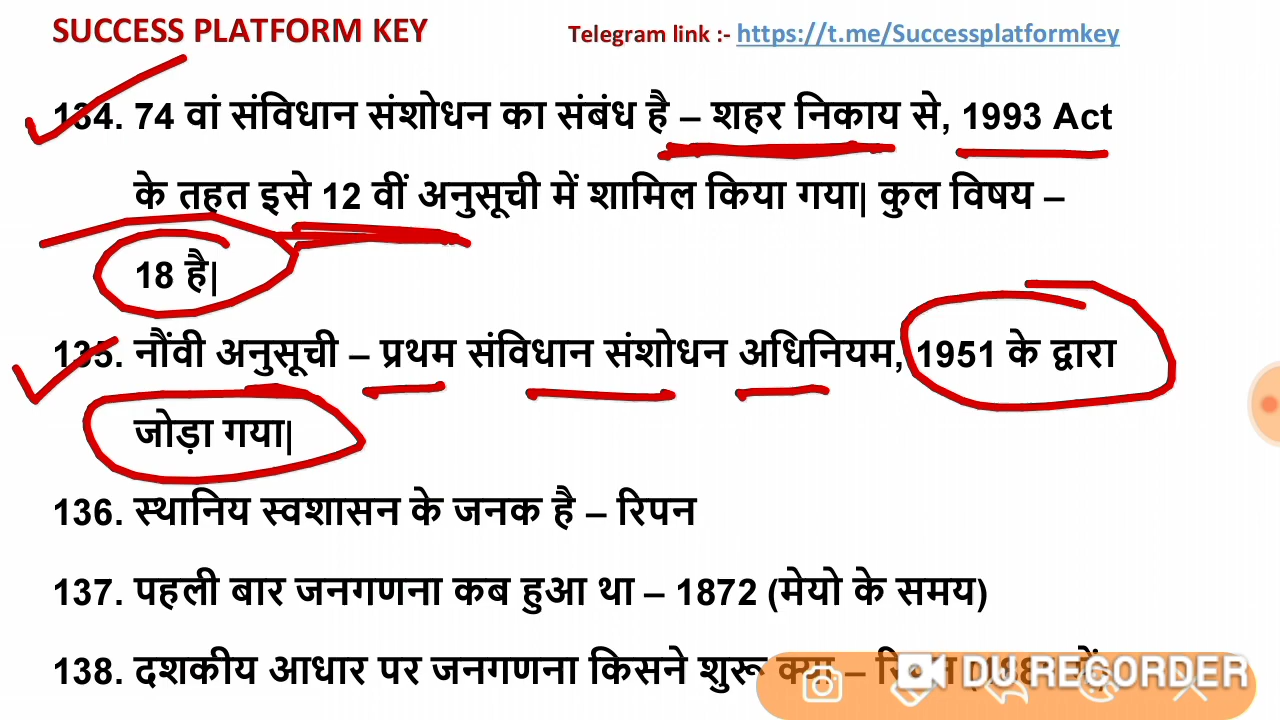 SUCCESS PLATFORM KEY Telegram link :- https://t.me/Successplatformkey
134. 74 वां संविधान संशोधन का संबंध है – शहर निकाय से, 1993 Act
के तहत इसे 12 वीं अनुसूची में शामिल किया गया| कुल विषय –
18 है|
135. नौंवी अनुसूची – प्रथम संविधान संशोधन अधिनियम, 1951 के द्वारा
जोड़ा गया|
136. स्थानिय स्वशासन के जनक है – रिपन
137. पहली बार जनगणना कब हुआ था – 1872 (मेयो के समय)
138. दशकीय आधार पर जनगणना किसने शुरू क्या –
DU RECORDER